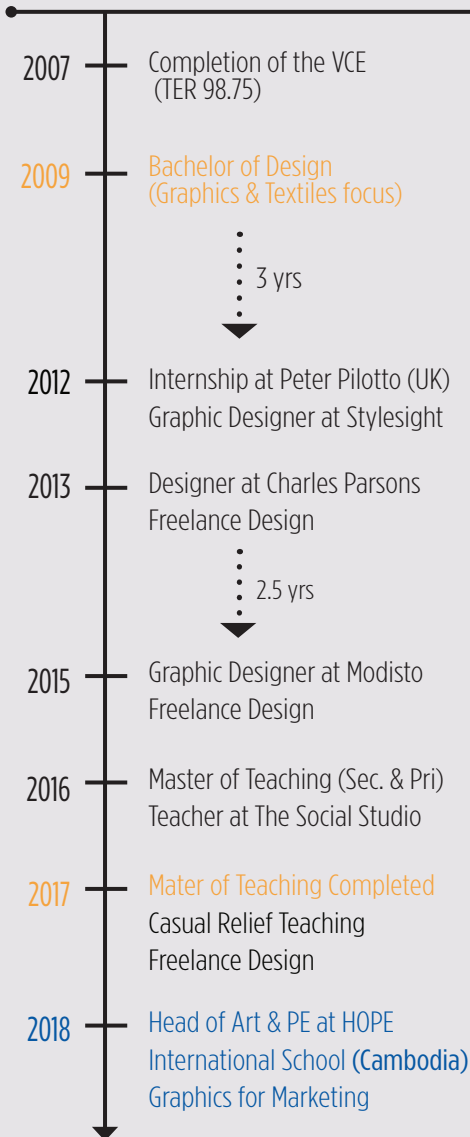 2007
Completion of the VCE
(TER 98.75)
2009
Bachelor of Design
(Graphics & Textiles focus)
3 yrs
2012
Internship at Peter Pilotto (UK)
Graphic Designer at Stylesight
2013
Designer at Charles Parsons
Freelance Design
2.5 yrs
2015
Graphic Designer at Modisto
Freelance Design
2016
Master of Teaching (Sec. & Pri)
Teacher at The Social Studio
2017
Mater of Teaching Completed
Casual Relief Teaching
Freelance Design
2018
Head of Art & PE at HOPE
International School (Cambodia)
Graphics for Marketing